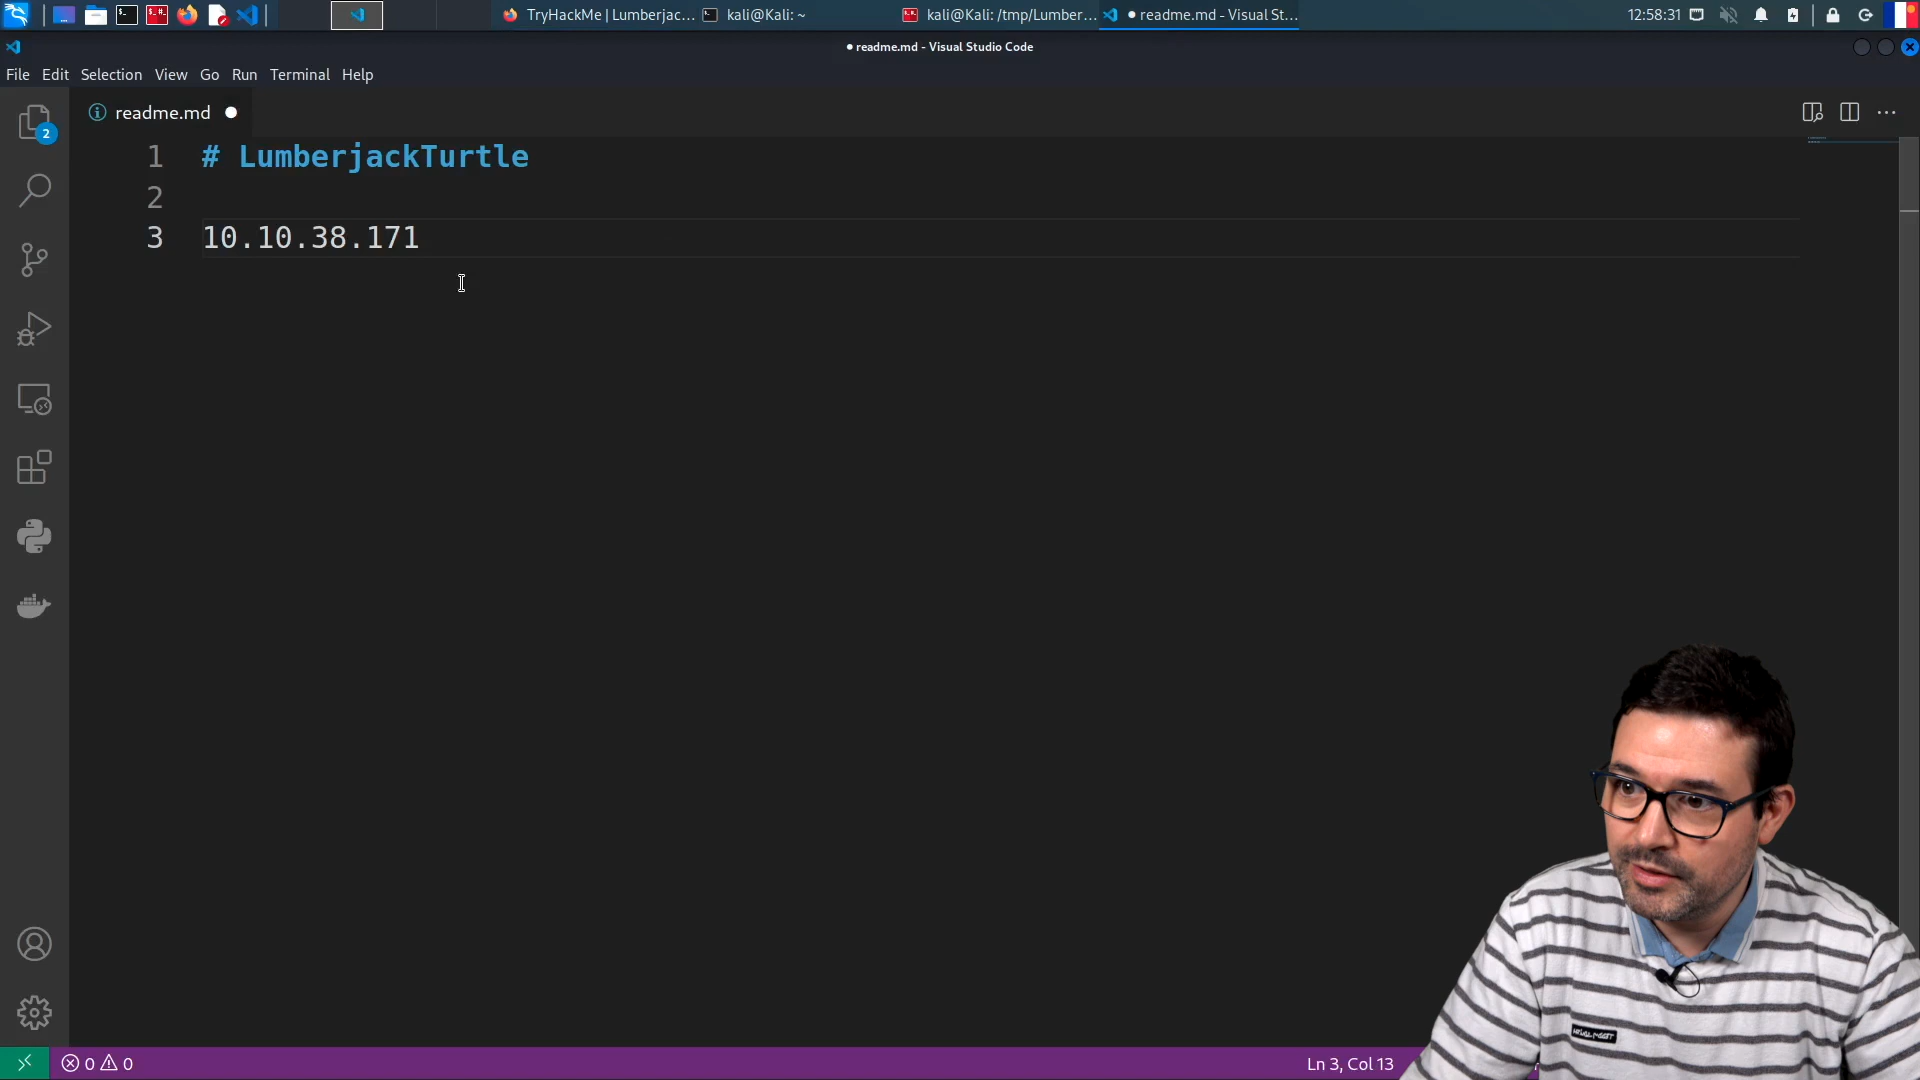 TryHackMe | Lumberjac...
kali@Kali: ~
kali@Kali: /tmp/Lumber...
● readme.md - Visual St...
12:58:31
● readme.md - Visual Studio Code
File Edit Selection View Go Run Terminal Help
readme.md
1 # LumberjackTurtle
2
3 10.10.38.171
2
0 0
Ln 3, Col 13